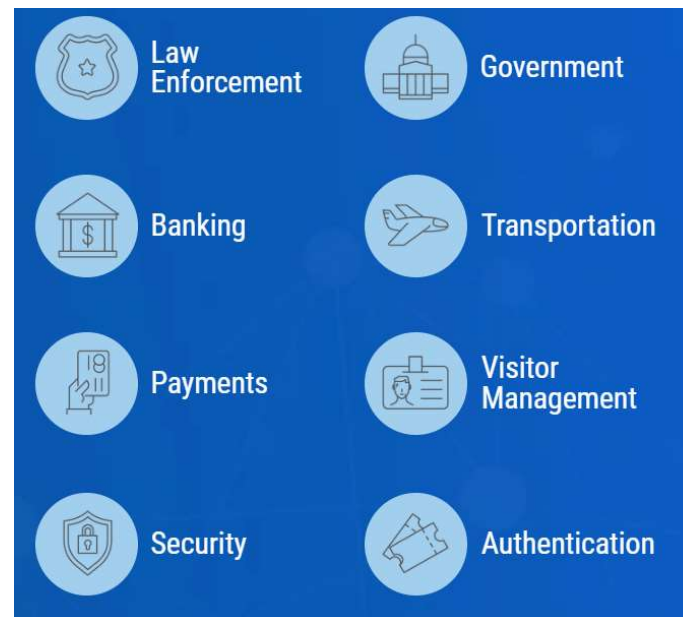 Law
Enforcement
Government
Banking
Transportation
Payments
Visitor
Management
Security
Authentication